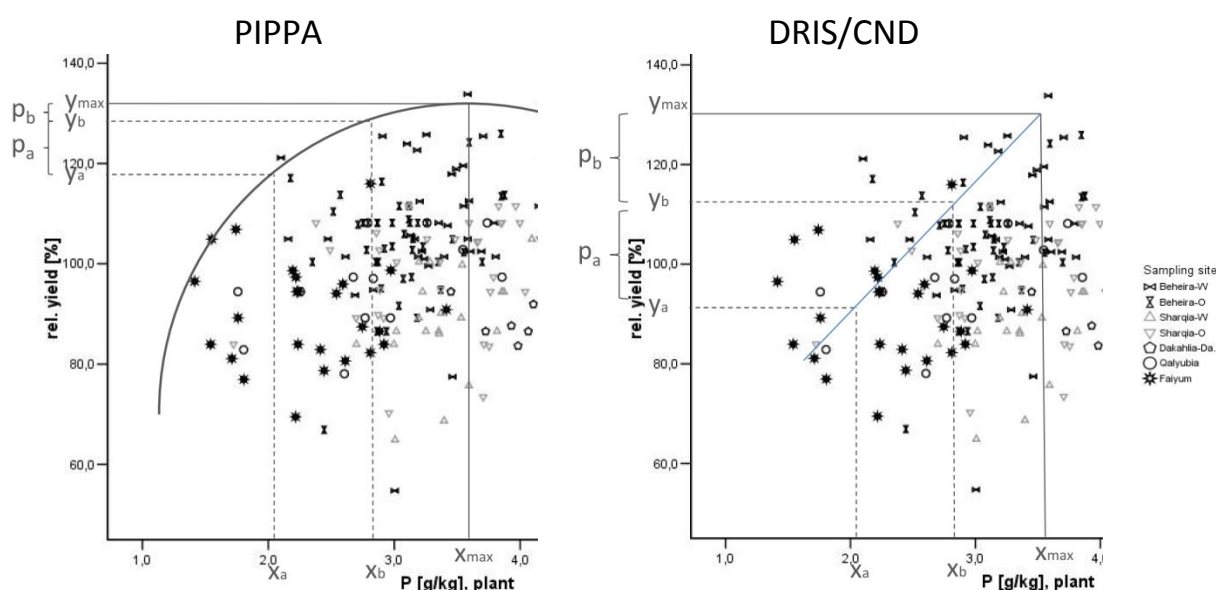 PIPPA
140,0
ymax
pb
yb
pa
120,0
ya
rel. yield [%]
100,0
80,0
60,0
1,0
2,0
3,0
4,0
xa
xb
xmax
P [g/kg], plant
DRIS/CND
140,0
ymax
pb
120,0
yb
pa
100,0
ya
rel. yield [%]
80,0
60,0
1,0
2,0
3,0
4,0
xa
xb
xmax
P [g/kg], plant
Sampling site
Beheira-W
Beheira-O
Sharqia-W
Sharqia-O
Dakahlia-Da.
Qalyubia
Faiyum